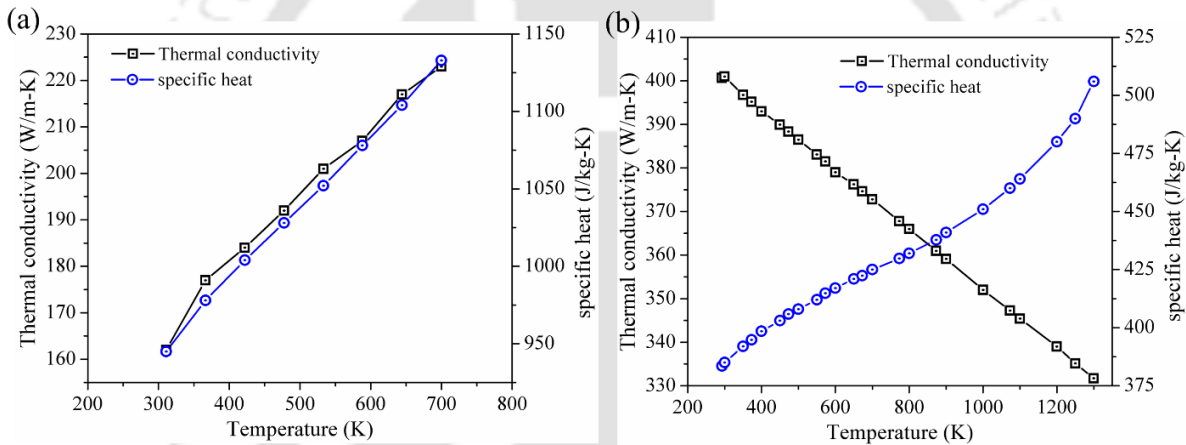 (a)
230
220
210
200
190
180
170
160
Thermal conductivity (W/m-K)
Thermal conductivity
specific heat
1150
1100
1050
1000
950
specific heat (J/kg-K)
200 300 400 500 600 700 800
Temperature (K)
(b)
410
400
390
380
370
360
350
340
330
Thermal conductivity (W/m-K)
Thermal conductivity
specific heat
525
500
475
450
425
400
375
specific heat (J/kg-K)
200 400 600 800 1000 1200
Temperature (K)